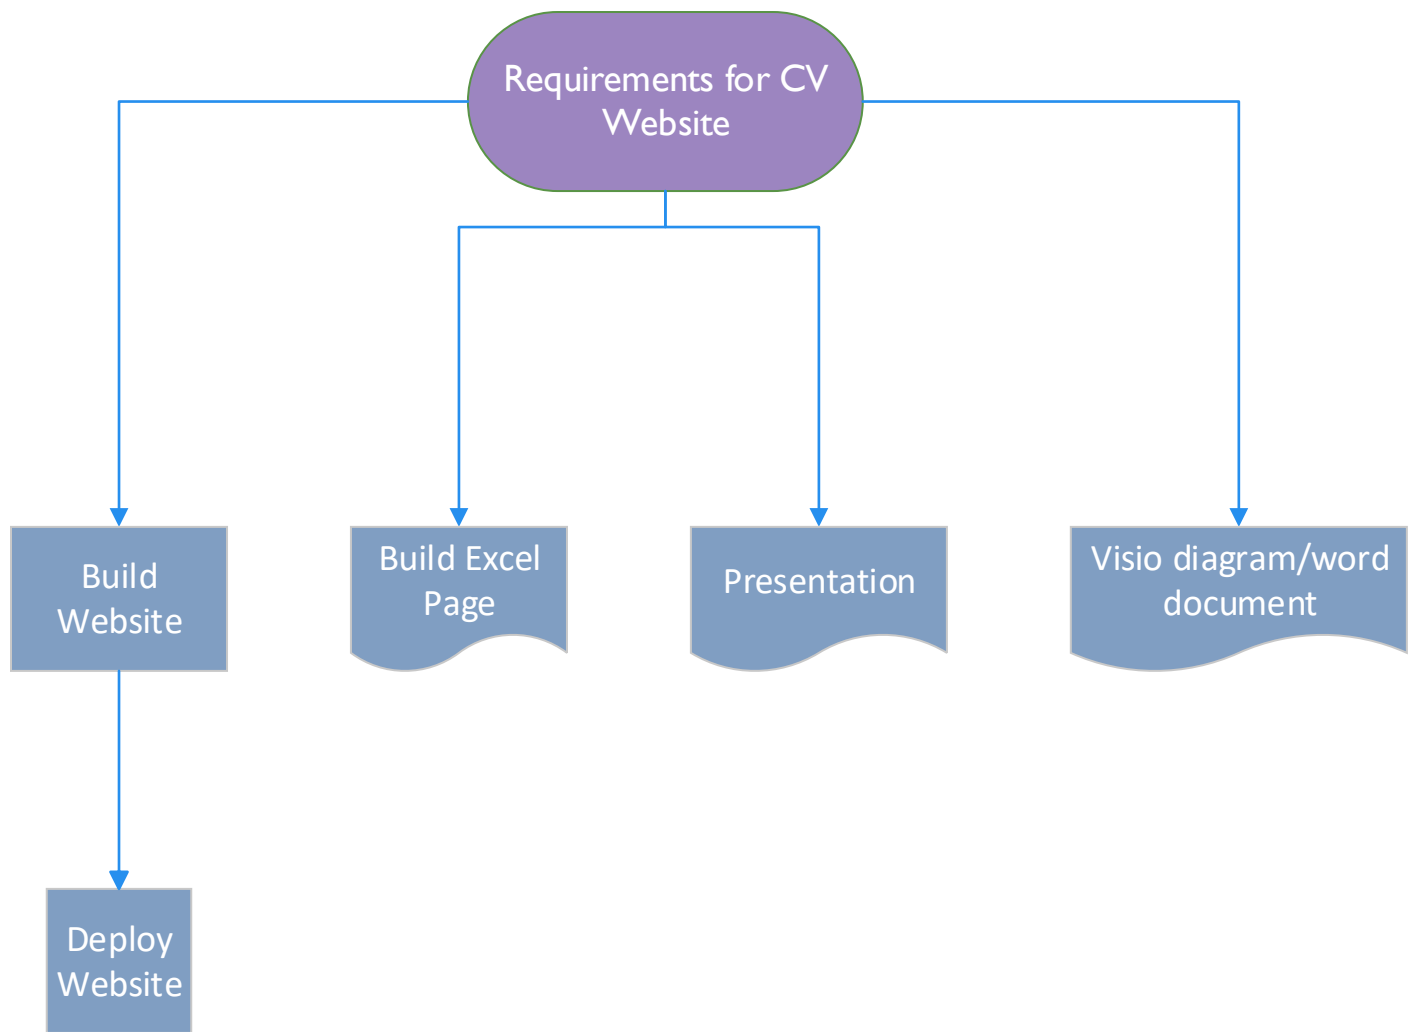 Requirements for CV
Website
Build
Website
Build Excel
Page
Presentation
Visio diagram/word
document
Deploy
Website